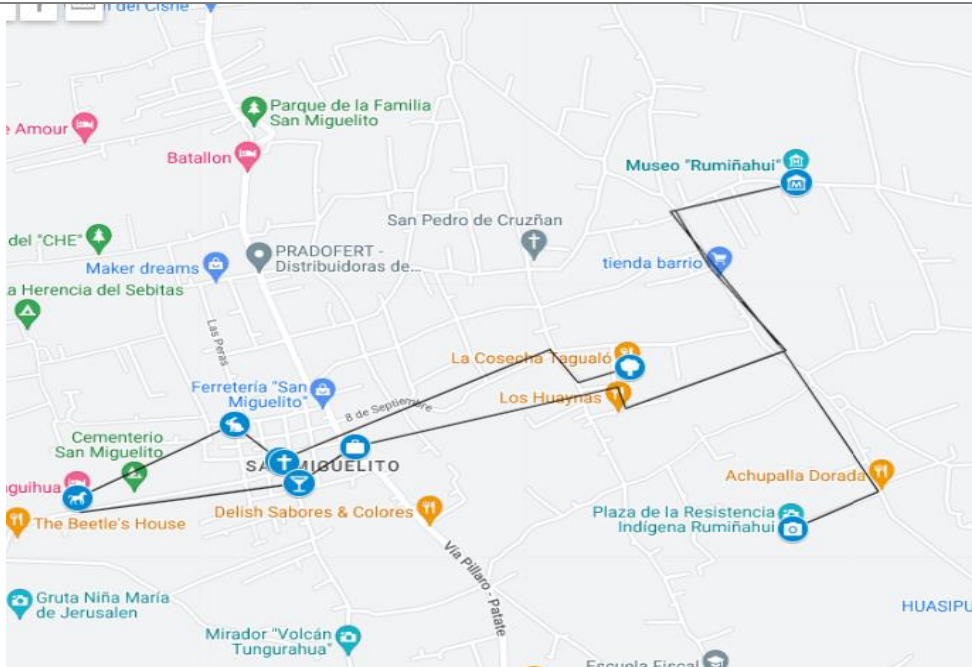 n del Cisne
Parque de la Familia
San Miguelito
e Amour
Batallon
Museo "Rumiñahui"
M
San Pedro de Cruzñan
del "CHE"
PRADOFERT -
Distribuidoras de...
Maker dreams
tienda barrio
a Herencia del Sebitas
Las Peras
La Cosecha Tagualó
Ferretería "San
Miguelito"
8 de Septiembre
Los Huaynas
Cementerio
San Miguelito
SAN MIGUELITO
guihua
Achupalla Dorada
The Beetle's House
Delish Sabores & Colores
Plaza de la Resistencia
Indígena Rumiñahui
Vía Píllaro - Patate
Gruta Niña María
de Jerusalen
HUASIPU
Mirador "Volcán
Tungurahua"
Escuela Fiscal